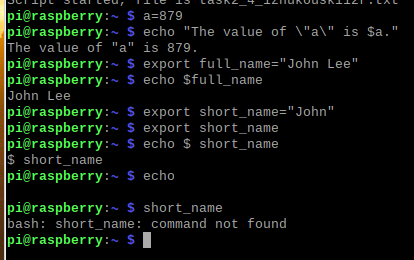 Script started, file is task2_4_
pi@raspberry:~ $ a=879
pi@raspberry:~ $ echo "The value of \"a\" is $a."
The value of "a" is 879.
pi@raspberry:~ $ export full_name="John Lee"
pi@raspberry:~ $ echo $full_name
John Lee
pi@raspberry:~ $ export short_name="John"
pi@raspberry:~ $ export short_name
pi@raspberry:~ $ echo $ short_name
$ short_name
pi@raspberry:~ $ echo
pi@raspberry:~ $ short_name
bash: short_name: command not found
pi@raspberry:~ $